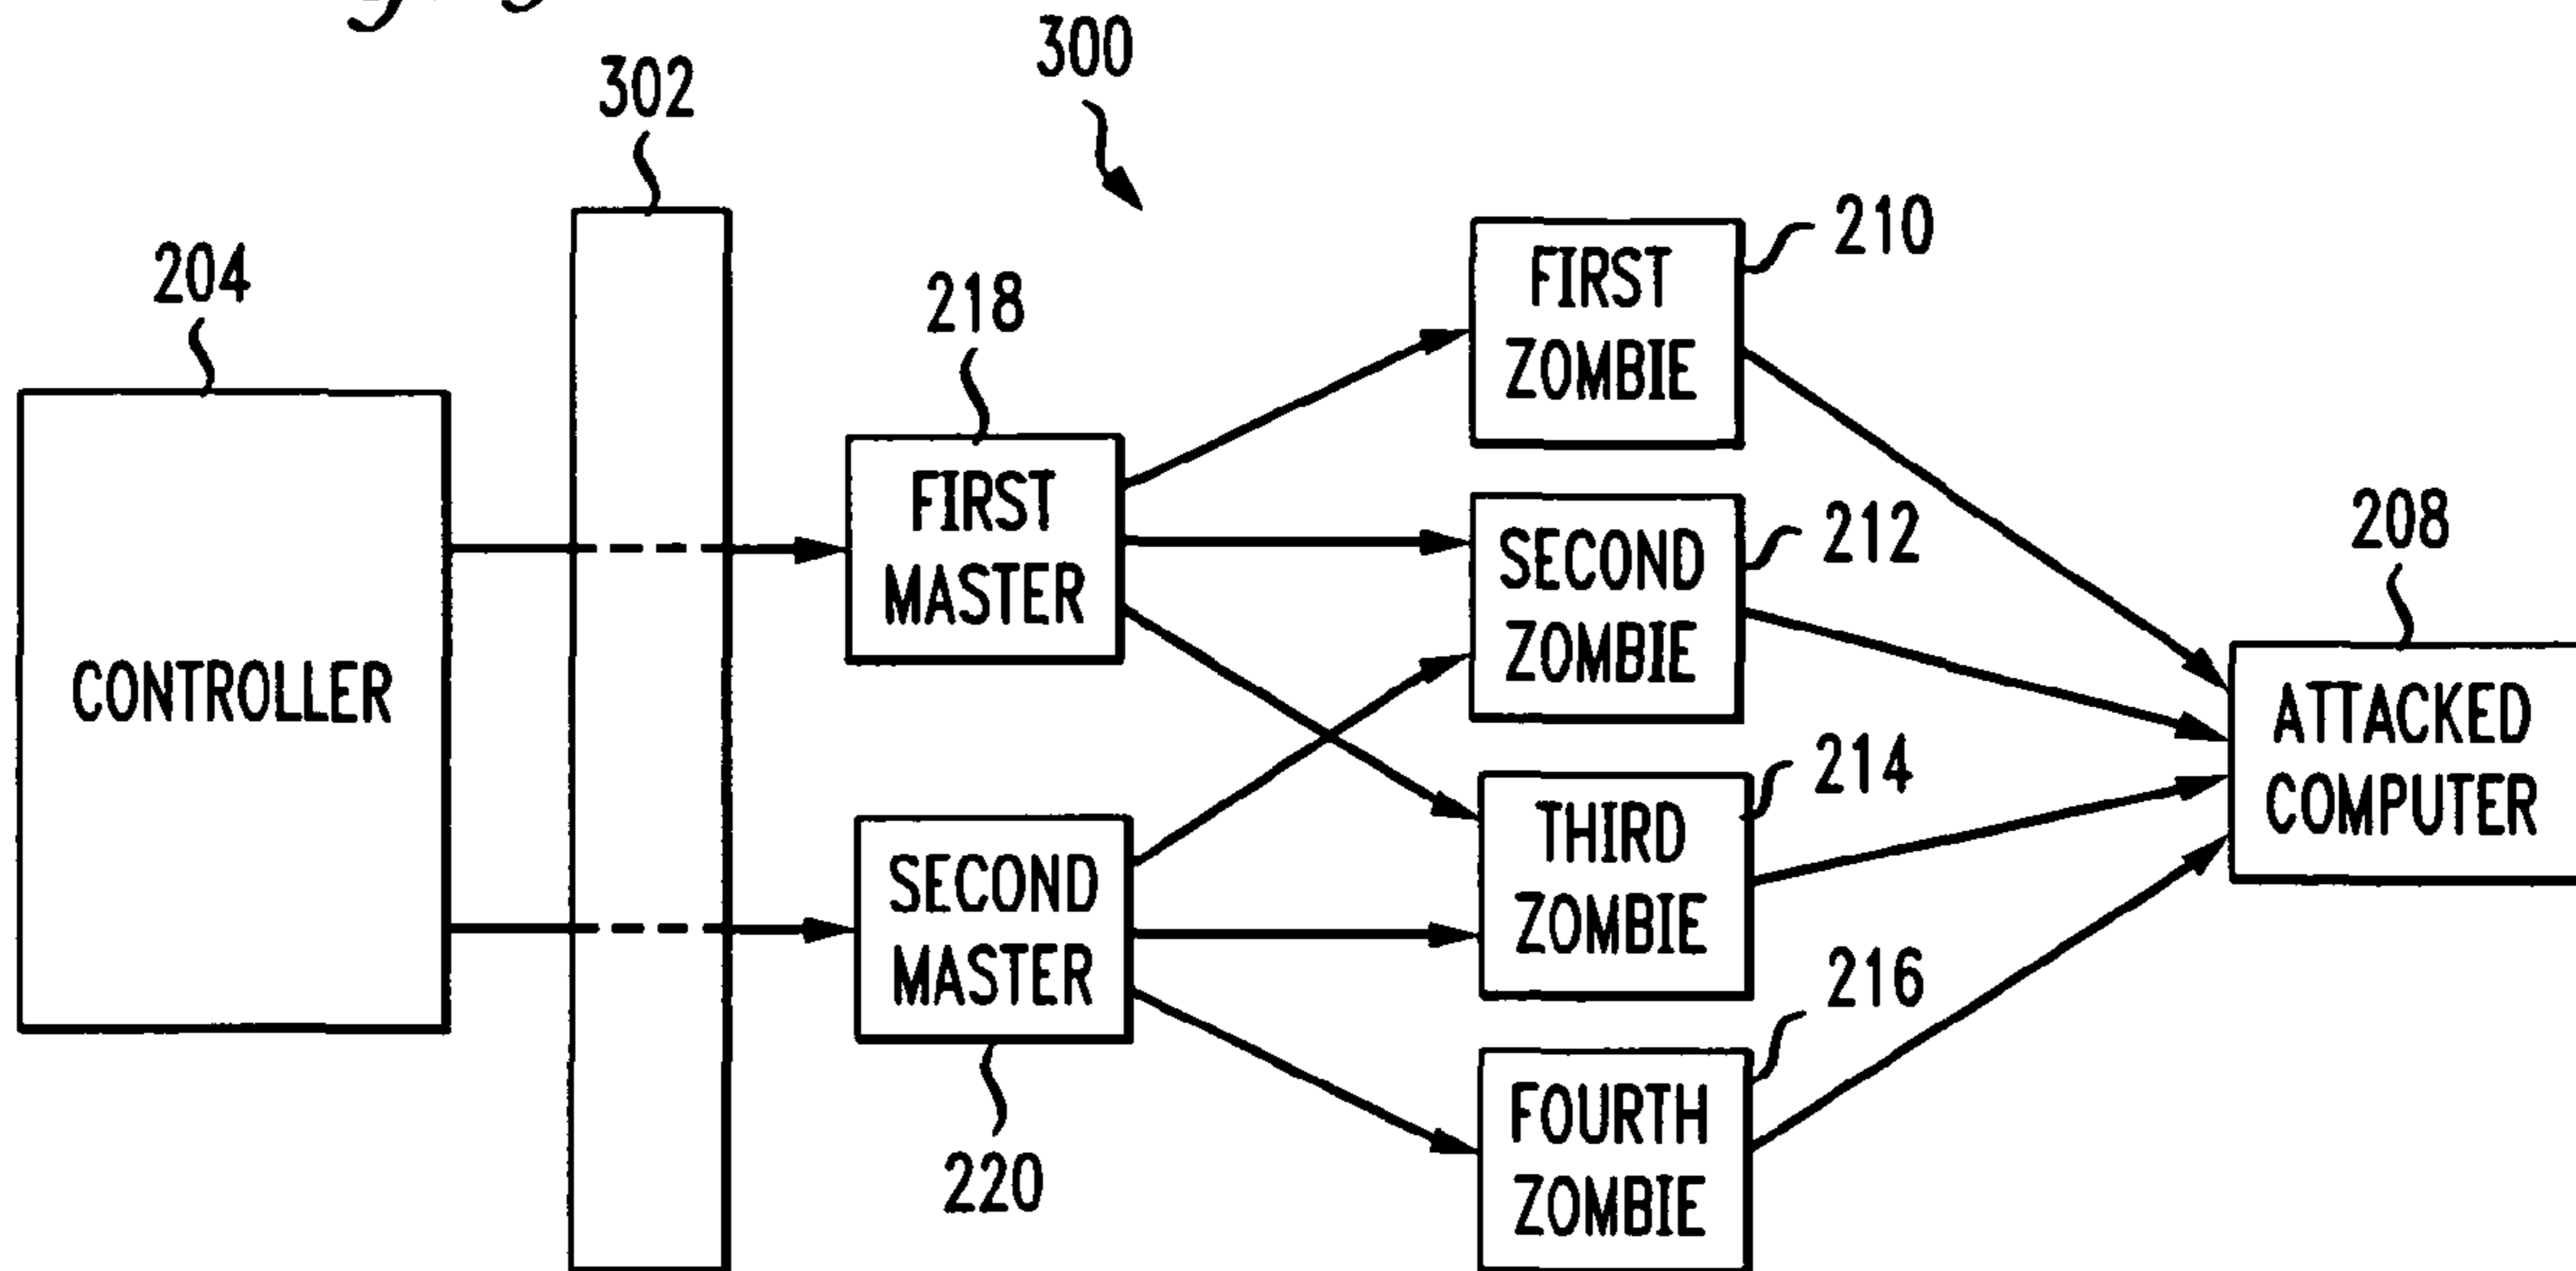 300
302
204
218
210
FIRST
ZOMBIE
FIRST
MASTER
212
SECOND
ZOMBIE
208
CONTROLLER
ATTACKED
COMPUTER
214
THIRD
ZOMBIE
SECOND
MASTER
220
216
FOURTH
ZOMBIE